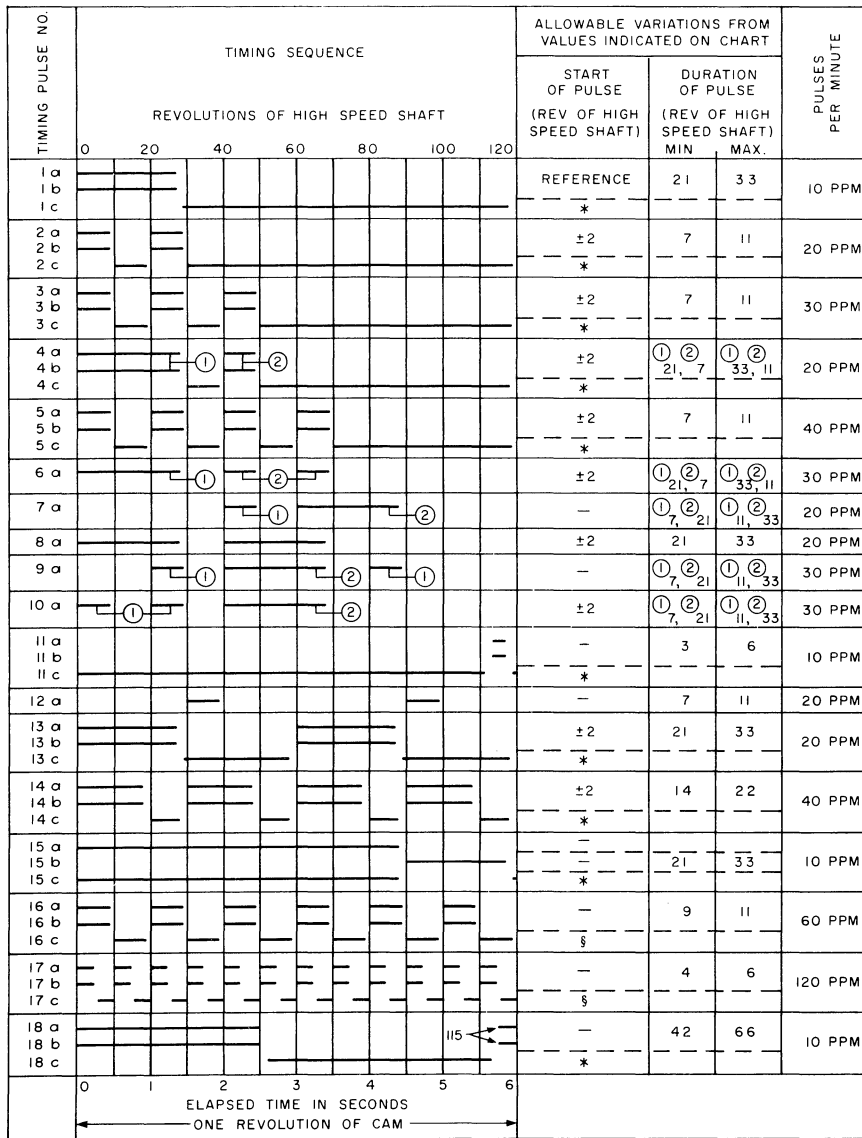 TIMING PULSE NO.
TIMING SEQUENCE
REVOLUTIONS OF HIGH SPEED SHAFT
0 20 40 60 80 100 120
ALLOWABLE VARIATIONS FROM
VALUES INDICATED ON CHART
START
OF PULSE
(REV OF HIGH
SPEED SHAFT)
DURATION
OF PULSE
(REV OF HIGH
SPEED SHAFT)
MIN MAX.
PULSES
PER MINUTE
1 a
1 b
1 c
REFERENCE 21 33
*
10 PPM
2 a
2 b
2 c
±2 7 11
*
20 PPM
3 a
3 b
3 c
±2 7 11
*
30 PPM
4 a
4 b
4 c
① ②
±2 ① ② ① ②
21, 7 33, 11
*
20 PPM
5 a
5 b
5 c
±2 7 11
*
40 PPM
6 a ① ② ±2 ① ② ① ②
21, 7 33, 11
30 PPM
7 a ① ② — ① ② ① ②
7, 21 11, 33
20 PPM
8 a ±2 21 33 20 PPM
9 a ① ② ① — ① ② ① ②
7, 21 11, 33
30 PPM
10 a ① ② ±2 ① ② ① ②
7, 21 11, 33
30 PPM
11 a
11 b
11 c
— 3 6
*
10 PPM
12 a — 7 11 20 PPM
13 a
13 b
13 c
±2 21 33
*
20 PPM
14 a
14 b
14 c
±2 14 22
*
40 PPM
15 a
15 b
15 c
—
— 21 33
*
10 PPM
16 a
16 b
16 c
— 9 11
§
60 PPM
17 a
17 b
17 c
— 4 6
§
120 PPM
18 a
18 b
18 c
115
— 42 66
*
10 PPM
0 1 2 3 4 5 6
ELAPSED TIME IN SECONDS
ONE REVOLUTION OF CAM